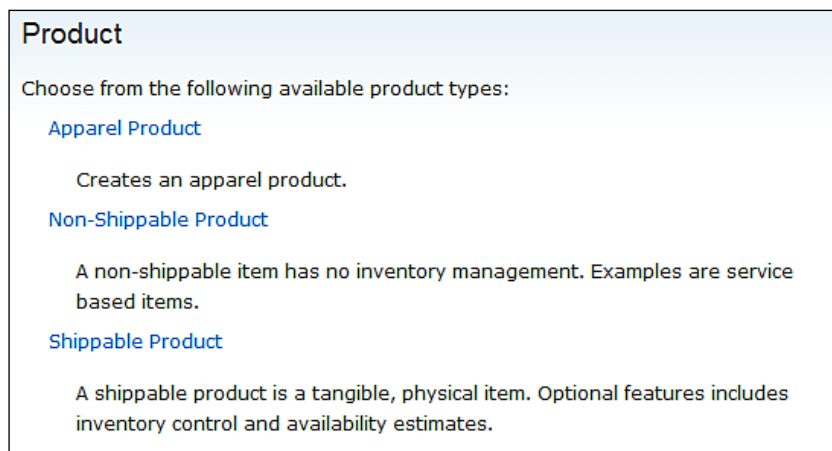 Product
Choose from the following available product types:
Apparel Product
Creates an apparel product.
Non-Shippable Product
A non-shippable item has no inventory management. Examples are service
based items.
Shippable Product
A shippable product is a tangible, physical item. Optional features includes
inventory control and availability estimates.